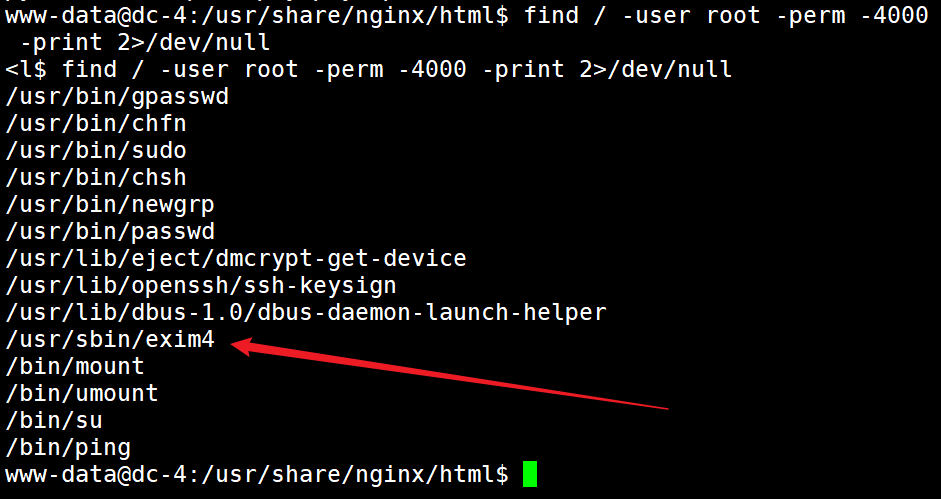 www-data@dc-4:/usr/share/nginx/html$ find / -user root -perm -4000
 -print 2>/dev/null
<l$ find / -user root -perm -4000 -print 2>/dev/null
/usr/bin/gpasswd
/usr/bin/chfn
/usr/bin/sudo
/usr/bin/chsh
/usr/bin/newgrp
/usr/bin/passwd
/usr/lib/eject/dmcrypt-get-device
/usr/lib/openssh/ssh-keysign
/usr/lib/dbus-1.0/dbus-daemon-launch-helper
/usr/sbin/exim4
/bin/mount
/bin/umount
/bin/su
/bin/ping
www-data@dc-4:/usr/share/nginx/html$